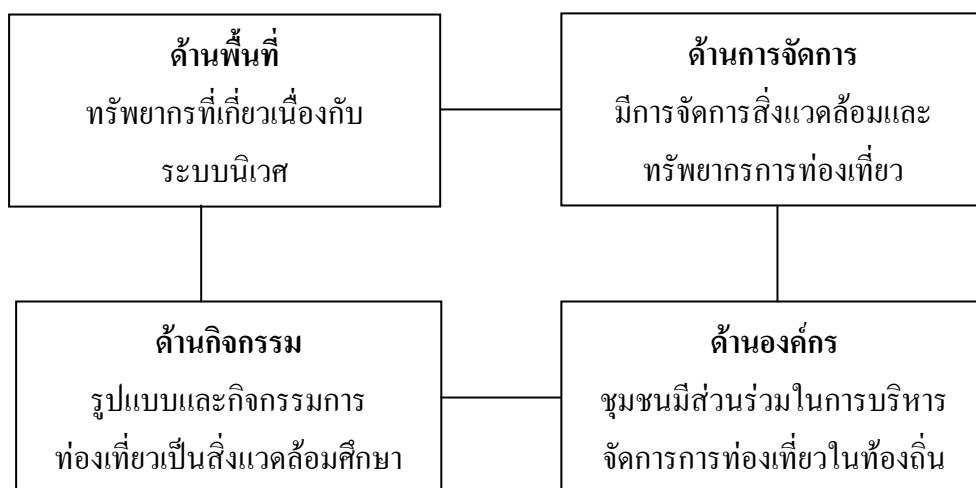 ด้านพื้นที่
ทรัพยากรที่เกี่ยวเนื่องกับ
ระบบนิเวศ
ด้านการจัดการ
มีการจัดการสิ่งแวดล้อมและ
ทรัพยากรการท่องเที่ยว
ด้านกิจกรรม
รูปแบบและกิจกรรมการ
ท่องเที่ยวเป็นสิ่งแวดล้อมศึกษา
ด้านองค์กร
ชุมชนมีส่วนร่วมในการบริหาร
จัดการการท่องเที่ยวในท้องถิ่น